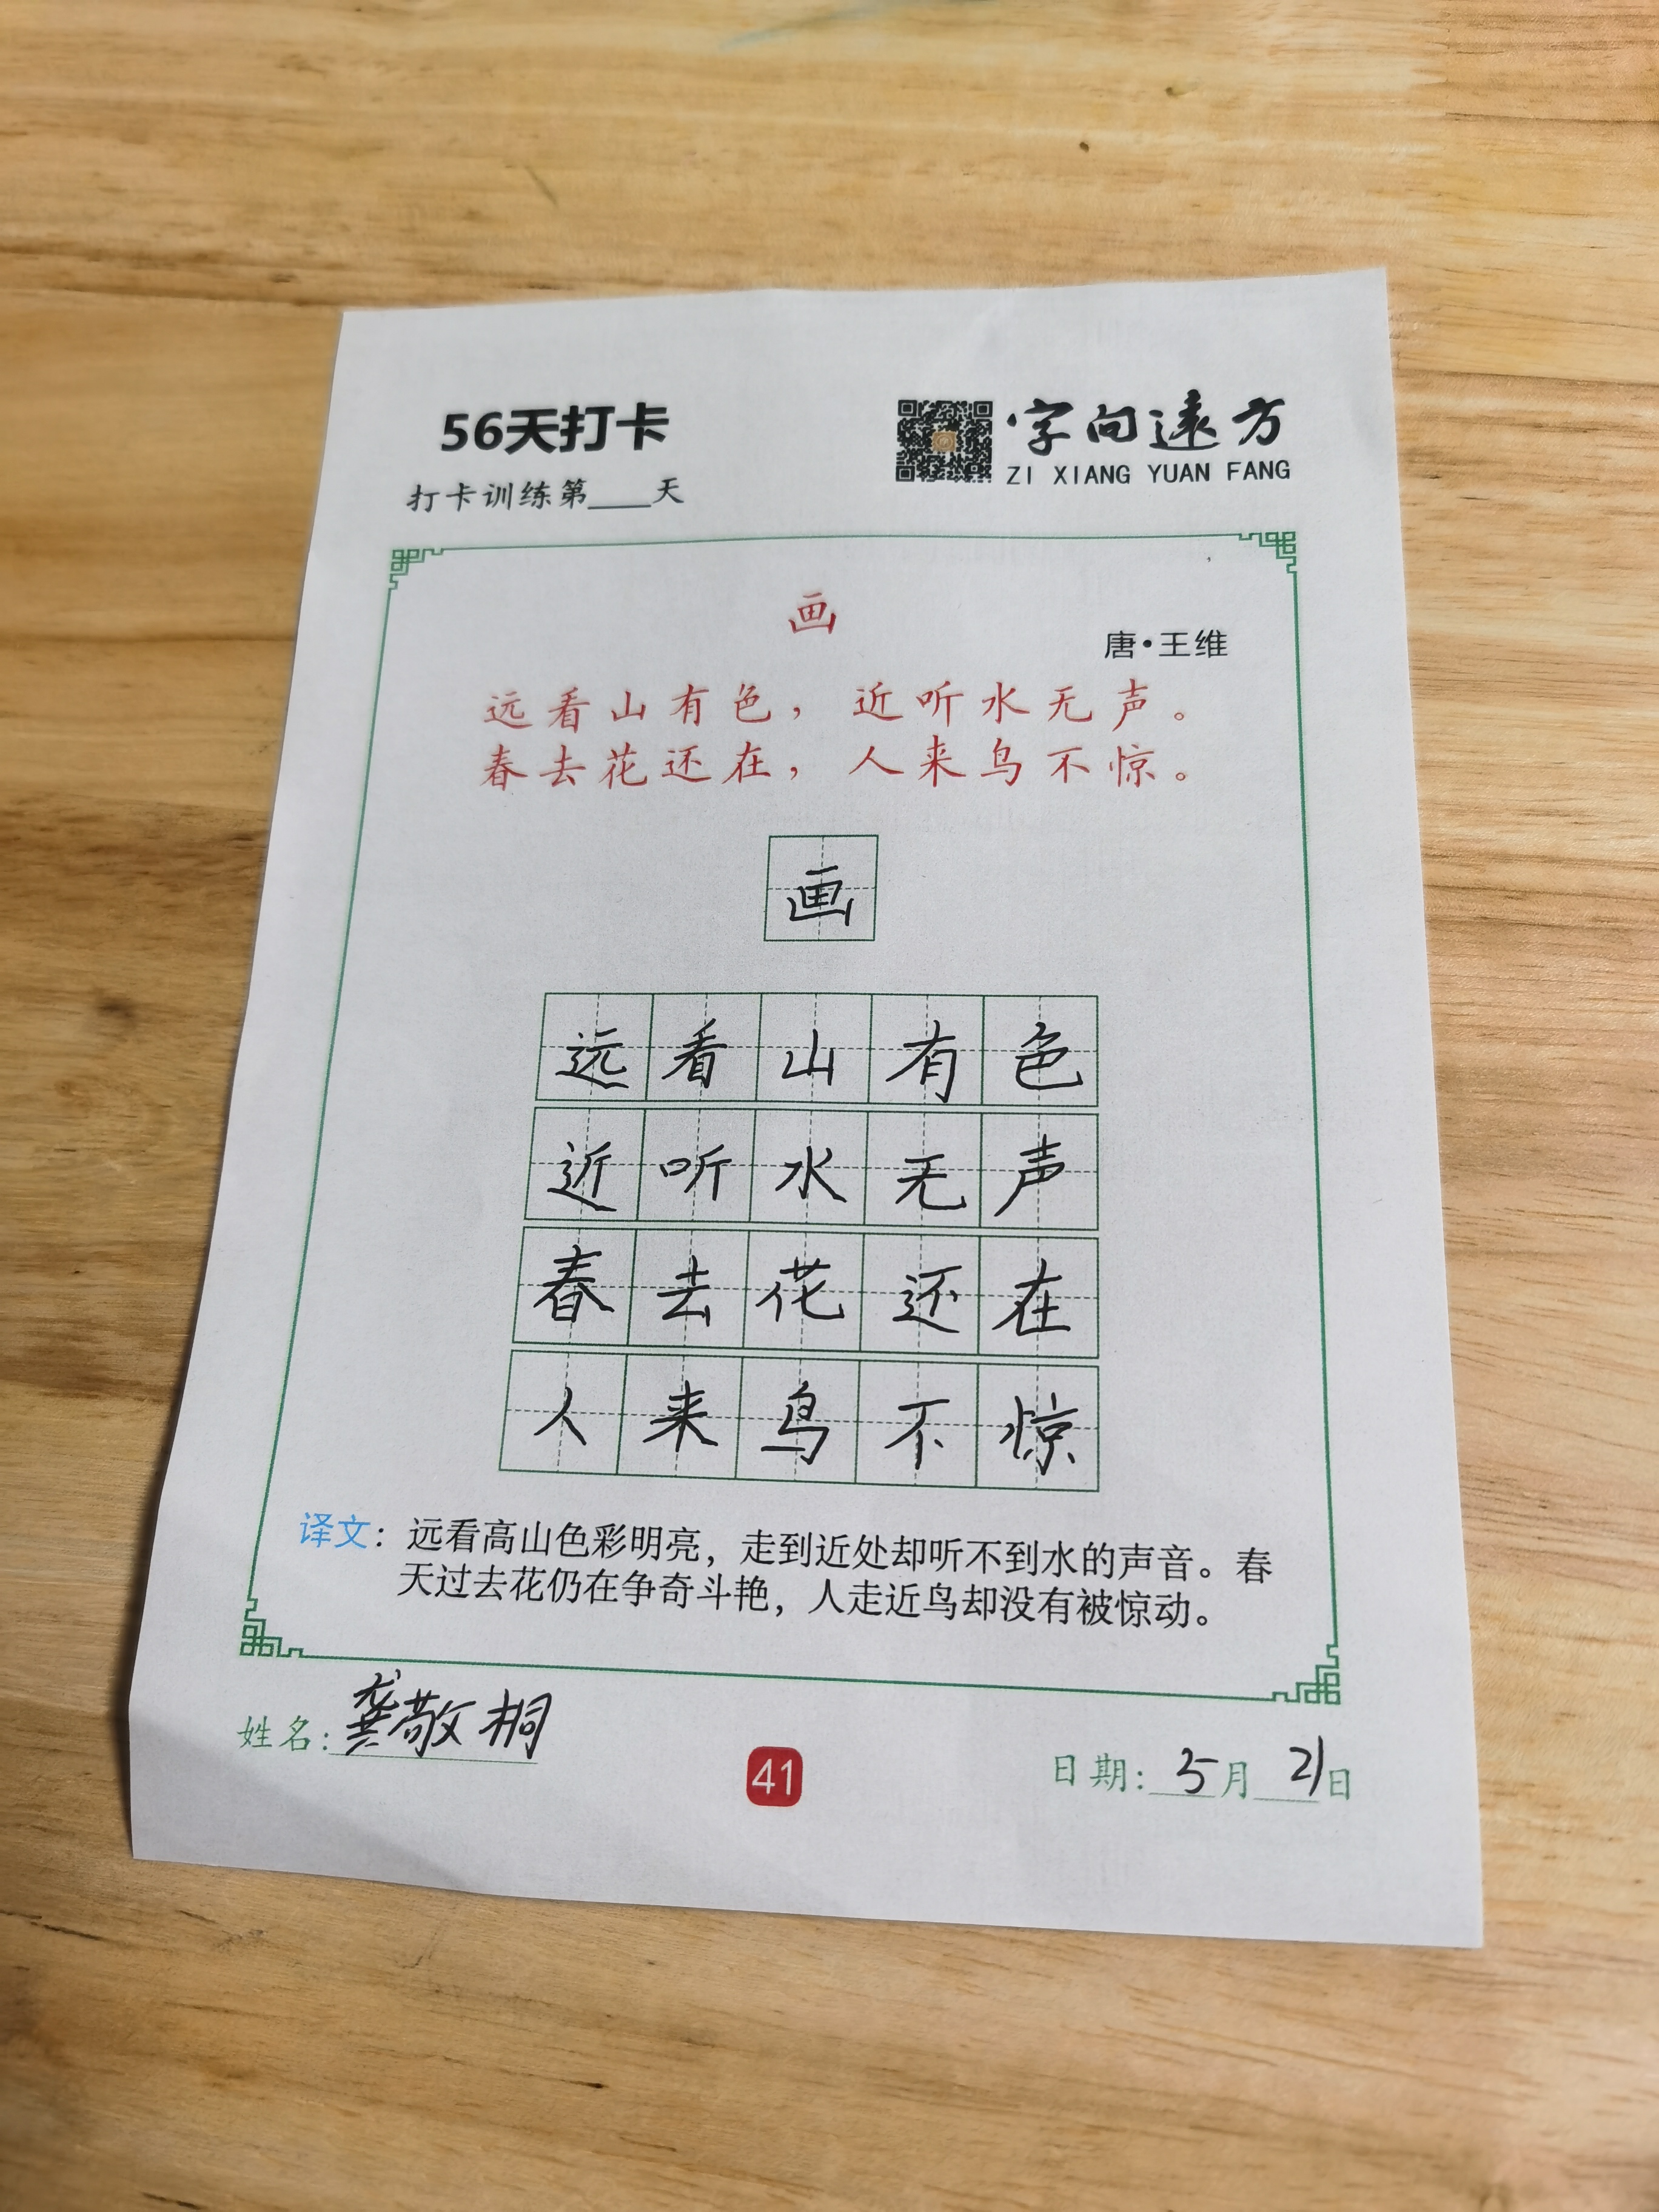 56天打卡
打卡训练第____天
字向远方
ZI XIANG YUAN FANG
画
唐·王维
远看山有色，近听水无声。
春去花还在，人来鸟不惊。
画
远看山有色
近听水无声
春去花还在
人来鸟不惊
译文：远看高山色彩明亮，走到近处却听不到水的声音。春
天过去花仍在争奇斗艳，人走近鸟却没有被惊动。
姓名：龚敬桐
41
日期：5月21日